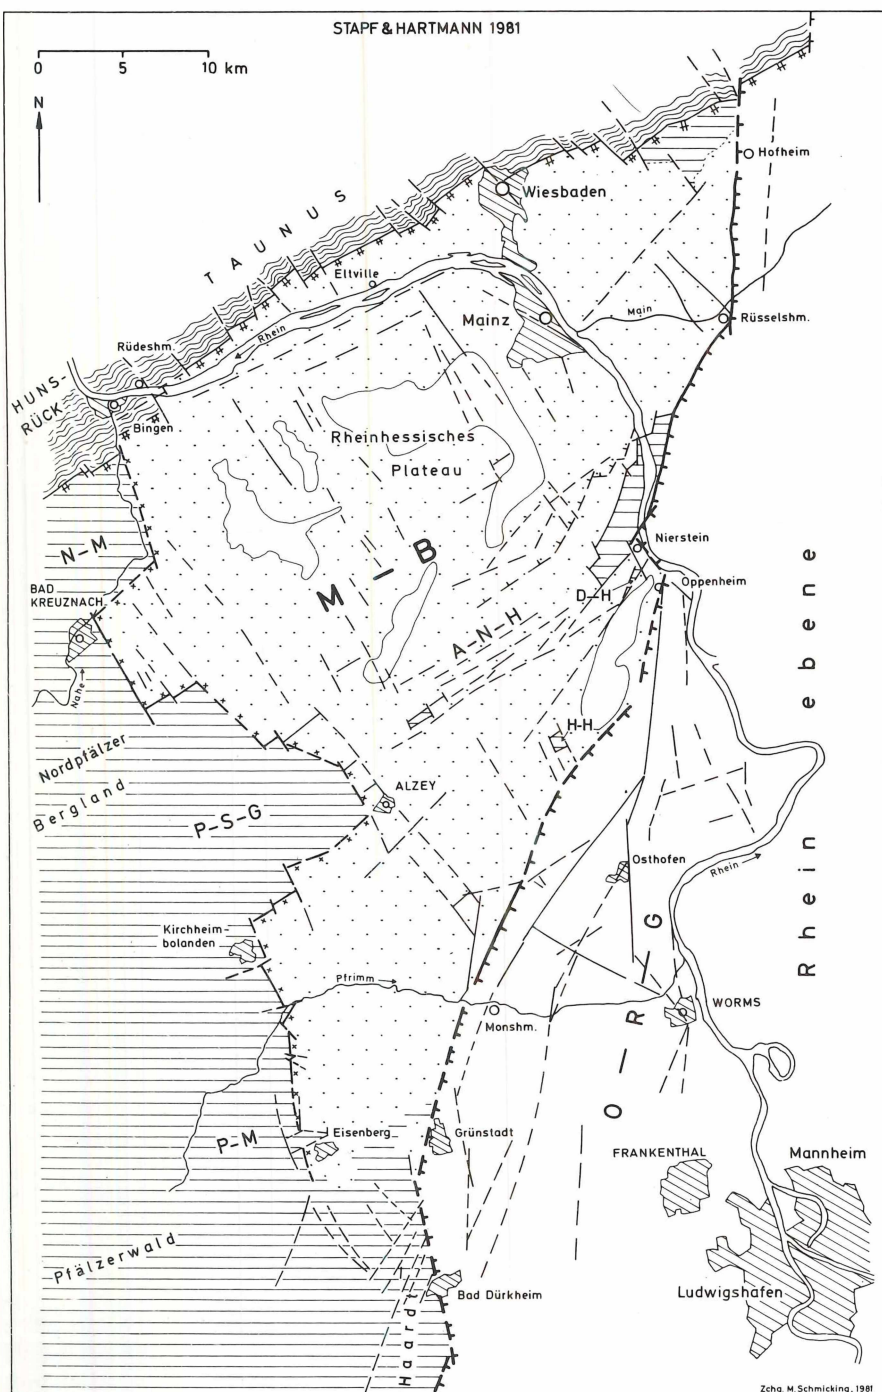 STAPF & HARTMANN 1981
0 5 10 km
N
Hofheim
Wiesbaden
TAUNUS
Eltville
Main
Mainz
Rüsselshm.
Rüdeshm.
Rhein
HUNS-
RÜCK
Bingen
Rheinhessisches
Plateau
N-M
M-B
Nierstein
BAD
KREUZNACH
Oppenheim
D-H
A-N-H
Nahe
H-H.
Nordpfälzer
Bergland
ALZEY
P-S-G
Osthofen
Rhein
Rheinebene
Kirchheim-
bolanden
Pfrimm
WORMS
Monshm.
O-R-G
P-M
Eisenberg
Grünstadt
FRANKENTHAL
Mannheim
Pfälzerwald
Bad Dürkheim
Ludwigshafen
Haardt
Zchg. M. Schmicking, 1981